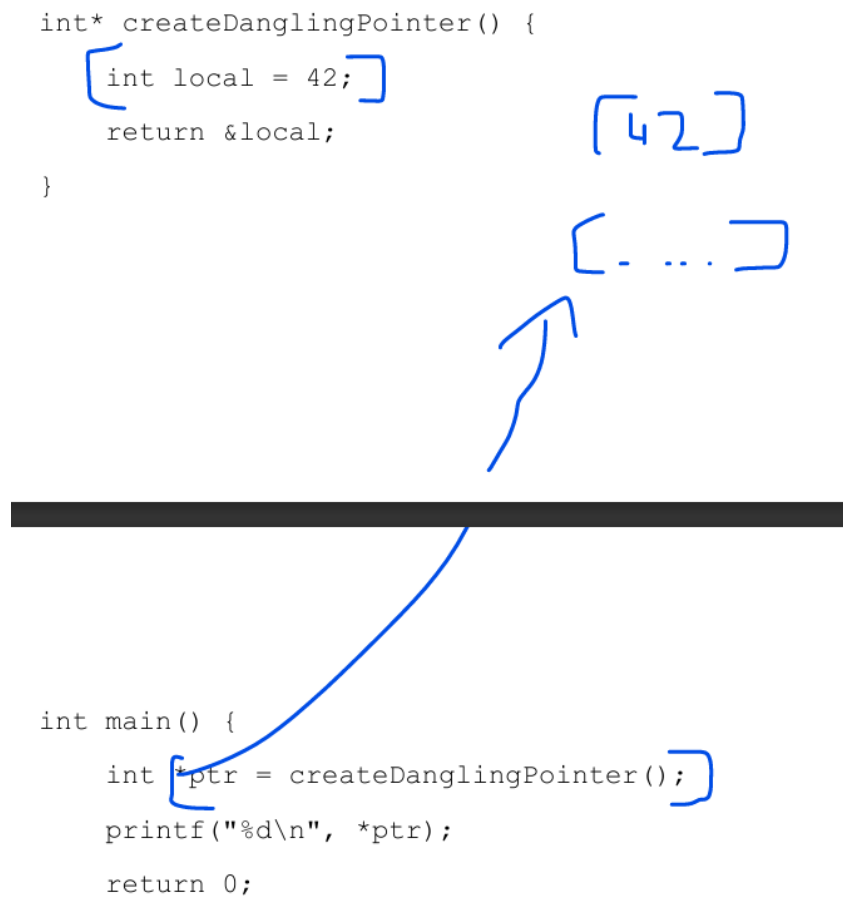 int* createDanglingPointer() {
int local = 42;
return &local;
}
42
- -- .
int main() {
int *ptr = createDanglingPointer();
printf("%d\n", *ptr);
return 0;